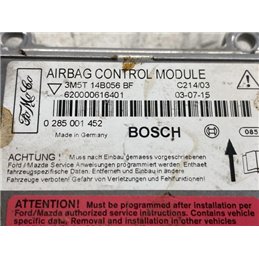 FoMoCo
AIRBAG CONTROL MODULE
3M5T 14B056 BF C214/03
620000616401 03-07-15
0 285 001 452
Made in Germany BOSCH 085
ACHTUNG! Muss nach Einbau gemaess vorgeschriebenen
Ford/Mazda Service Anweisungen programmiert werden. Enthaelt
fahrzeugspezifische Daten. Entfernen/Einbau in andere
Fahrzeuge verboten! Gefahr von Verletzungen und Fehlfunktionen!
ATTENTION! Must be programmed after install per
Ford/Mazda authorized service instructions. Contains vehicle
specific data. Removal/installation in other vehicles